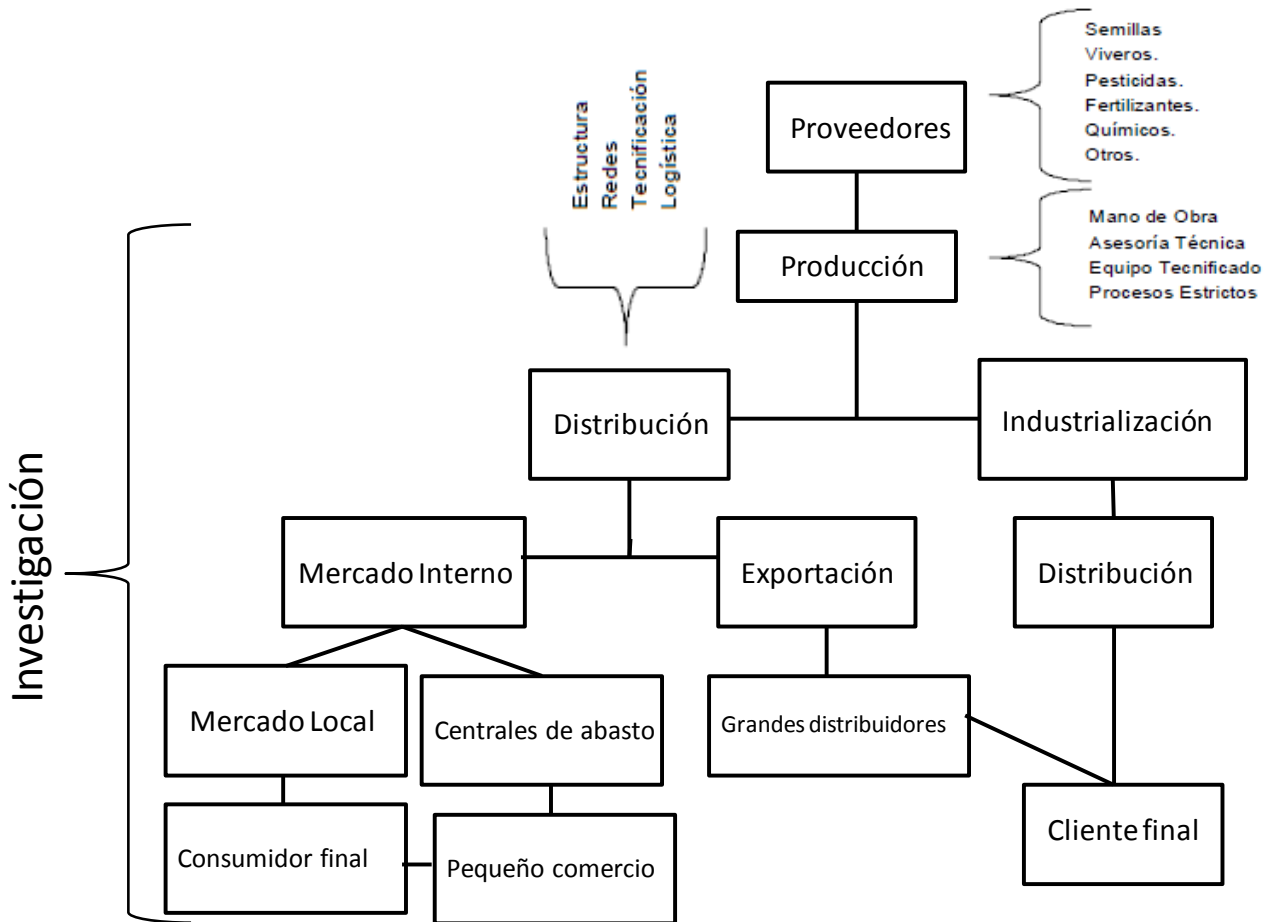 Semillas
Viveros.
Pesticidas.
Fertilizantes.
Químicos.
Otros.
Proveedores
Estructura
Redes
Tecnificación
Logística
Mano de Obra
Asesoría Técnica
Equipo Tecnificado
Procesos Estrictos
Producción
Distribución
Industrialización
Investigación
Mercado Interno
Exportación
Distribución
Mercado Local
Centrales de abasto
Grandes distribuidores
Consumidor final
Pequeño comercio
Cliente final